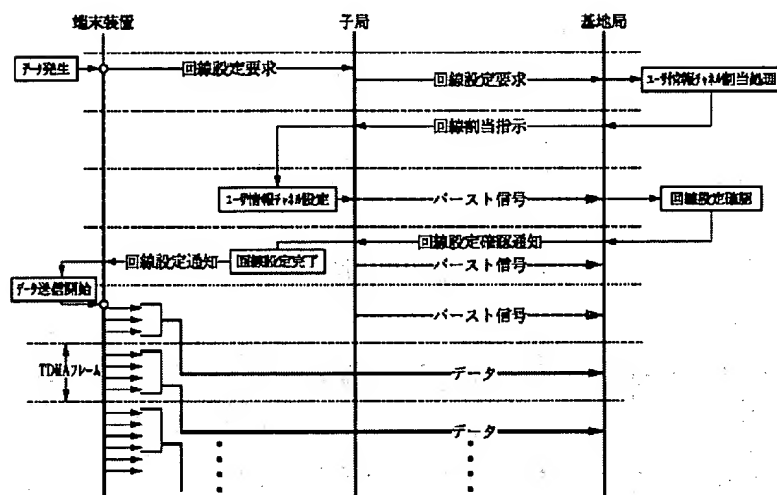 端末装置 子局 基地局
データ発生 回線設定要求
回線設定要求 ユーザ情報チャネル割当処理
回線割当指示
ユーザ情報チャネル設定 バースト信号 回線設定確認
回線設定確認通知
回線設定通知 回線設定完了 バースト信号
データ送信開始
バースト信号
TDMAフレーム データ
データ